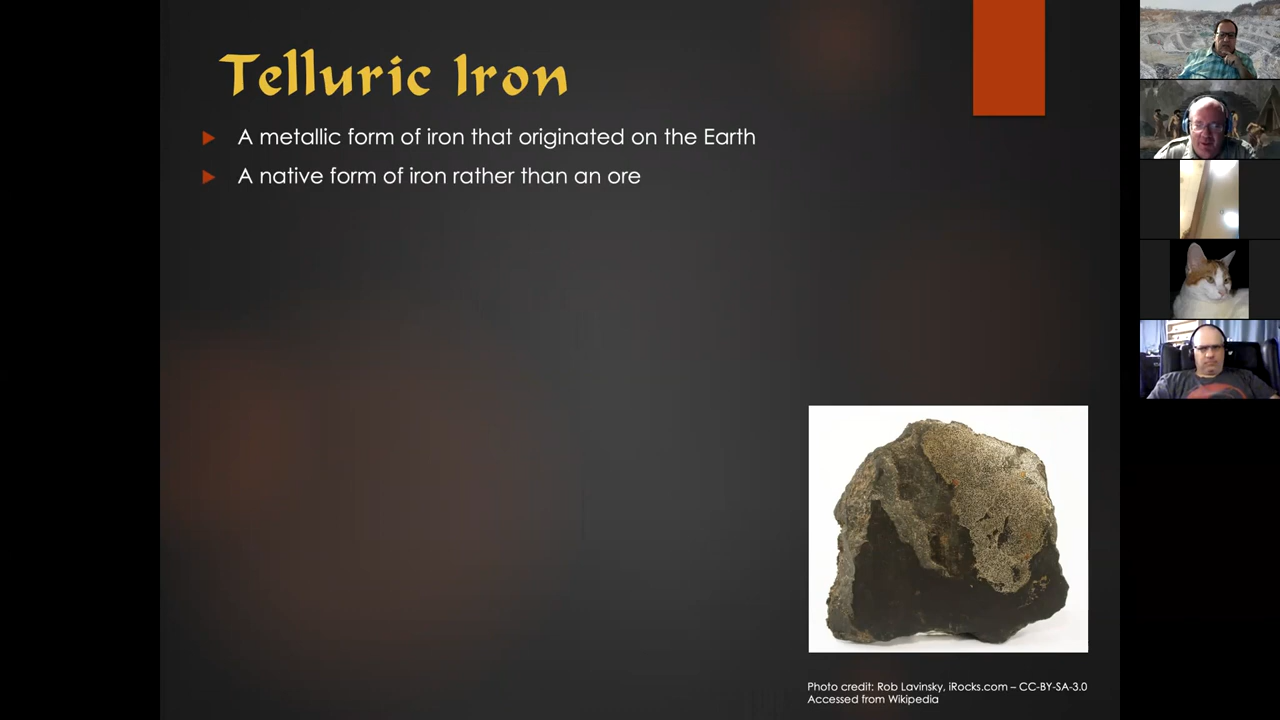 Telluric Iron
A metallic form of iron that originated on the Earth
A native form of iron rather than an ore
Photo credit: Rob Lavinsky, iRocks.com – CC-BY-SA-3.0
Accessed from Wikipedia